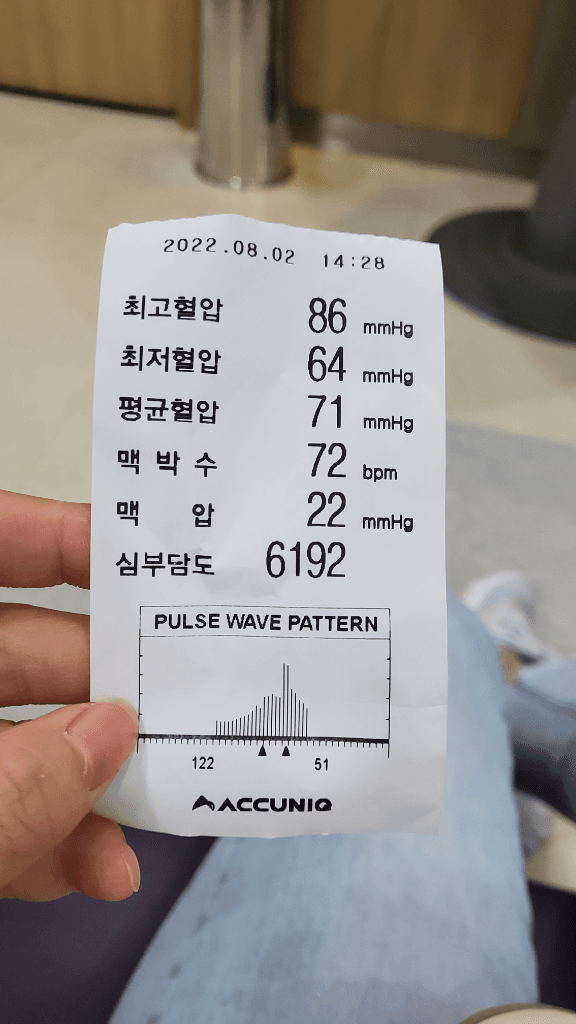 2022.08.02 14:28
최고혈압 86 mmHg
최저혈압 64 mmHg
평균혈압 71 mmHg
맥 박 수 72 bpm
맥 압 22 mmHg
심부담도 6192
PULSE WAVE PATTERN
122 51
ACCUNIQ